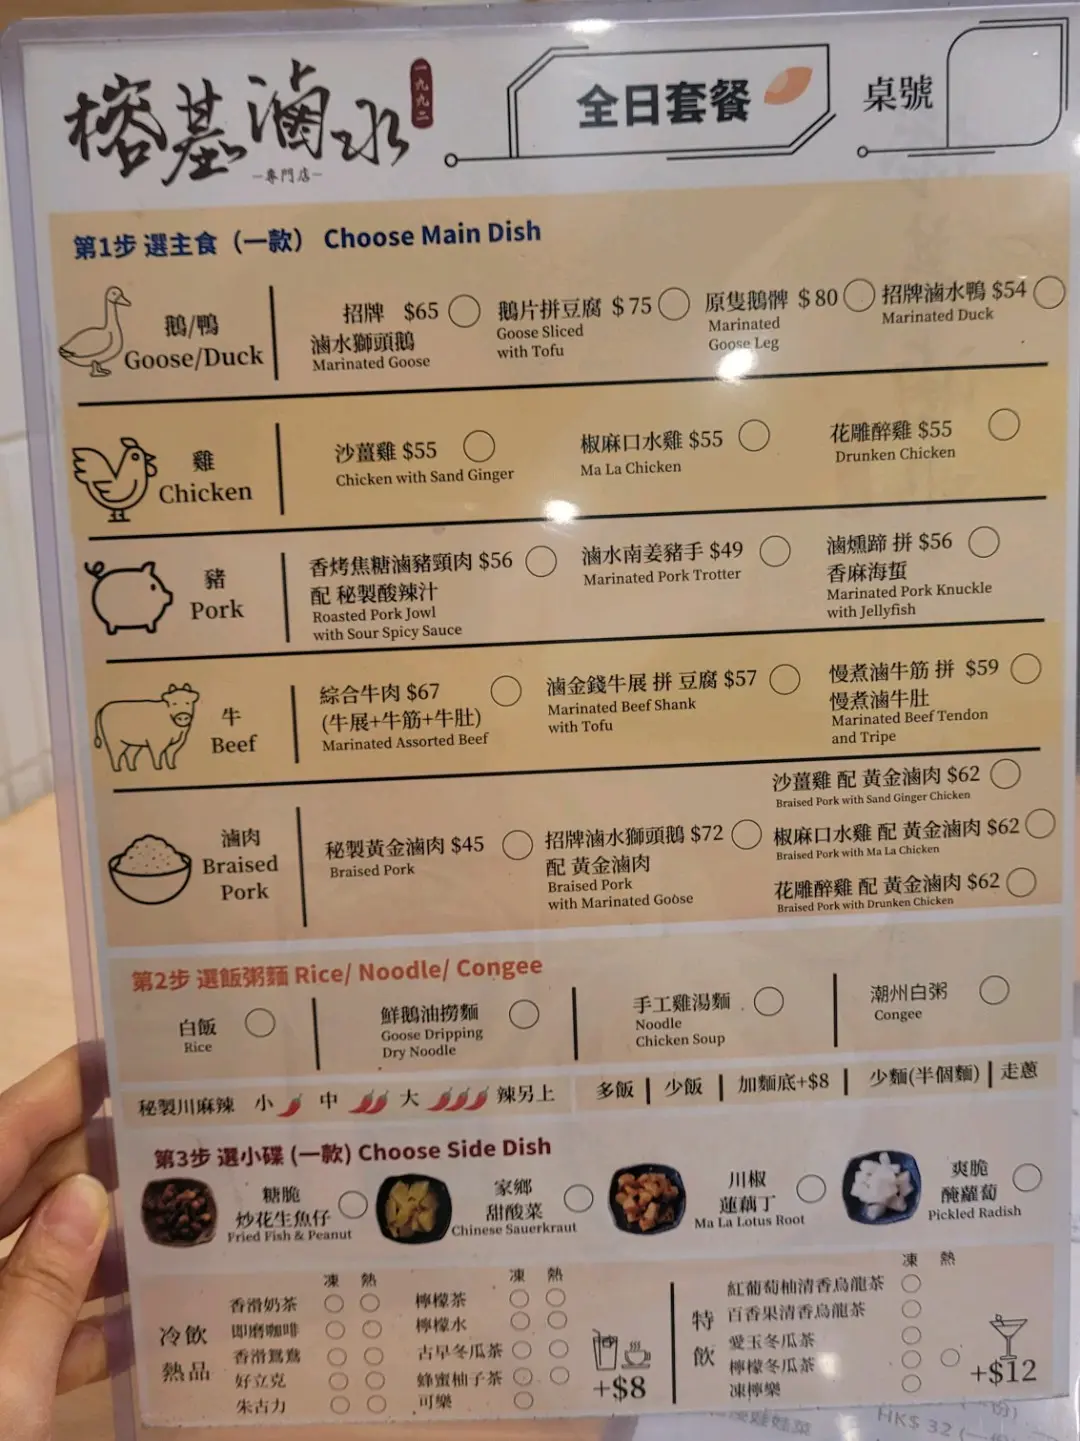 榕基滷水
一九九二
—專門店—
全日套餐
桌號
第1步 選主食（一款） Choose Main Dish
鵝/鴨
Goose/Duck
招牌 $65
滷水獅頭鵝
Marinated Goose
鵝片拼豆腐 $75
Goose Sliced
with Tofu
原隻鵝髀 $80
Marinated
Goose Leg
招牌滷水鴨 $54
Marinated Duck
雞
Chicken
沙薑雞 $55
Chicken with Sand Ginger
椒麻口水雞 $55
Ma La Chicken
花雕醉雞 $55
Drunken Chicken
豬
Pork
香烤焦糖滷豬頸肉 $56
配 秘製酸辣汁
Roasted Pork Jowl
with Sour Spicy Sauce
滷水南姜豬手 $49
Marinated Pork Trotter
滷燻蹄 拼 $56
香麻海蜇
Marinated Pork Knuckle
with Jellyfish
牛
Beef
綜合牛肉 $67
(牛展+牛筋+牛肚)
Marinated Assorted Beef
滷金錢牛展 拼 豆腐 $57
Marinated Beef Shank
with Tofu
慢煮滷牛筋 拼 $59
慢煮滷牛肚
Marinated Beef Tendon
and Tripe
滷肉
Braised
Pork
秘製黃金滷肉 $45
Braised Pork
招牌滷水獅頭鵝 $72
配 黃金滷肉
Braised Pork
with Marinated Goose
沙薑雞 配 黃金滷肉 $62
Braised Pork with Sand Ginger Chicken
椒麻口水雞 配 黃金滷肉 $62
Braised Pork with Ma La Chicken
花雕醉雞 配 黃金滷肉 $62
Braised Pork with Drunken Chicken
第2步 選飯粥麵 Rice/ Noodle/ Congee
白飯
Rice
鮮鵝油撈麵
Goose Dripping
Dry Noodle
手工雞湯麵
Noodle
Chicken Soup
潮州白粥
Congee
秘製川麻辣 小 中 大 辣另上
多飯 | 少飯 | 加麵底+$8 | 少麵(半個麵) | 走蔥
第3步 選小碟 (一款) Choose Side Dish
糖脆
炒花生魚仔
Fried Fish & Peanut
家鄉
甜酸菜
Chinese Sauerkraut
川椒
蓮藕丁
Ma La Lotus Root
爽脆
醃蘿蔔
Pickled Radish
冷飲
熱品
凍 熱
香滑奶茶
即磨咖啡
香滑鴛鴦
好立克
朱古力
凍 熱
檸檬茶
檸檬水
古早冬瓜茶
蜂蜜柚子茶
可樂
+$8
特
飲
凍 熱
紅葡萄柚清香烏龍茶
百香果清香烏龍茶
愛玉冬瓜茶
檸檬冬瓜茶
凍檸樂
+$12
HK$ 32